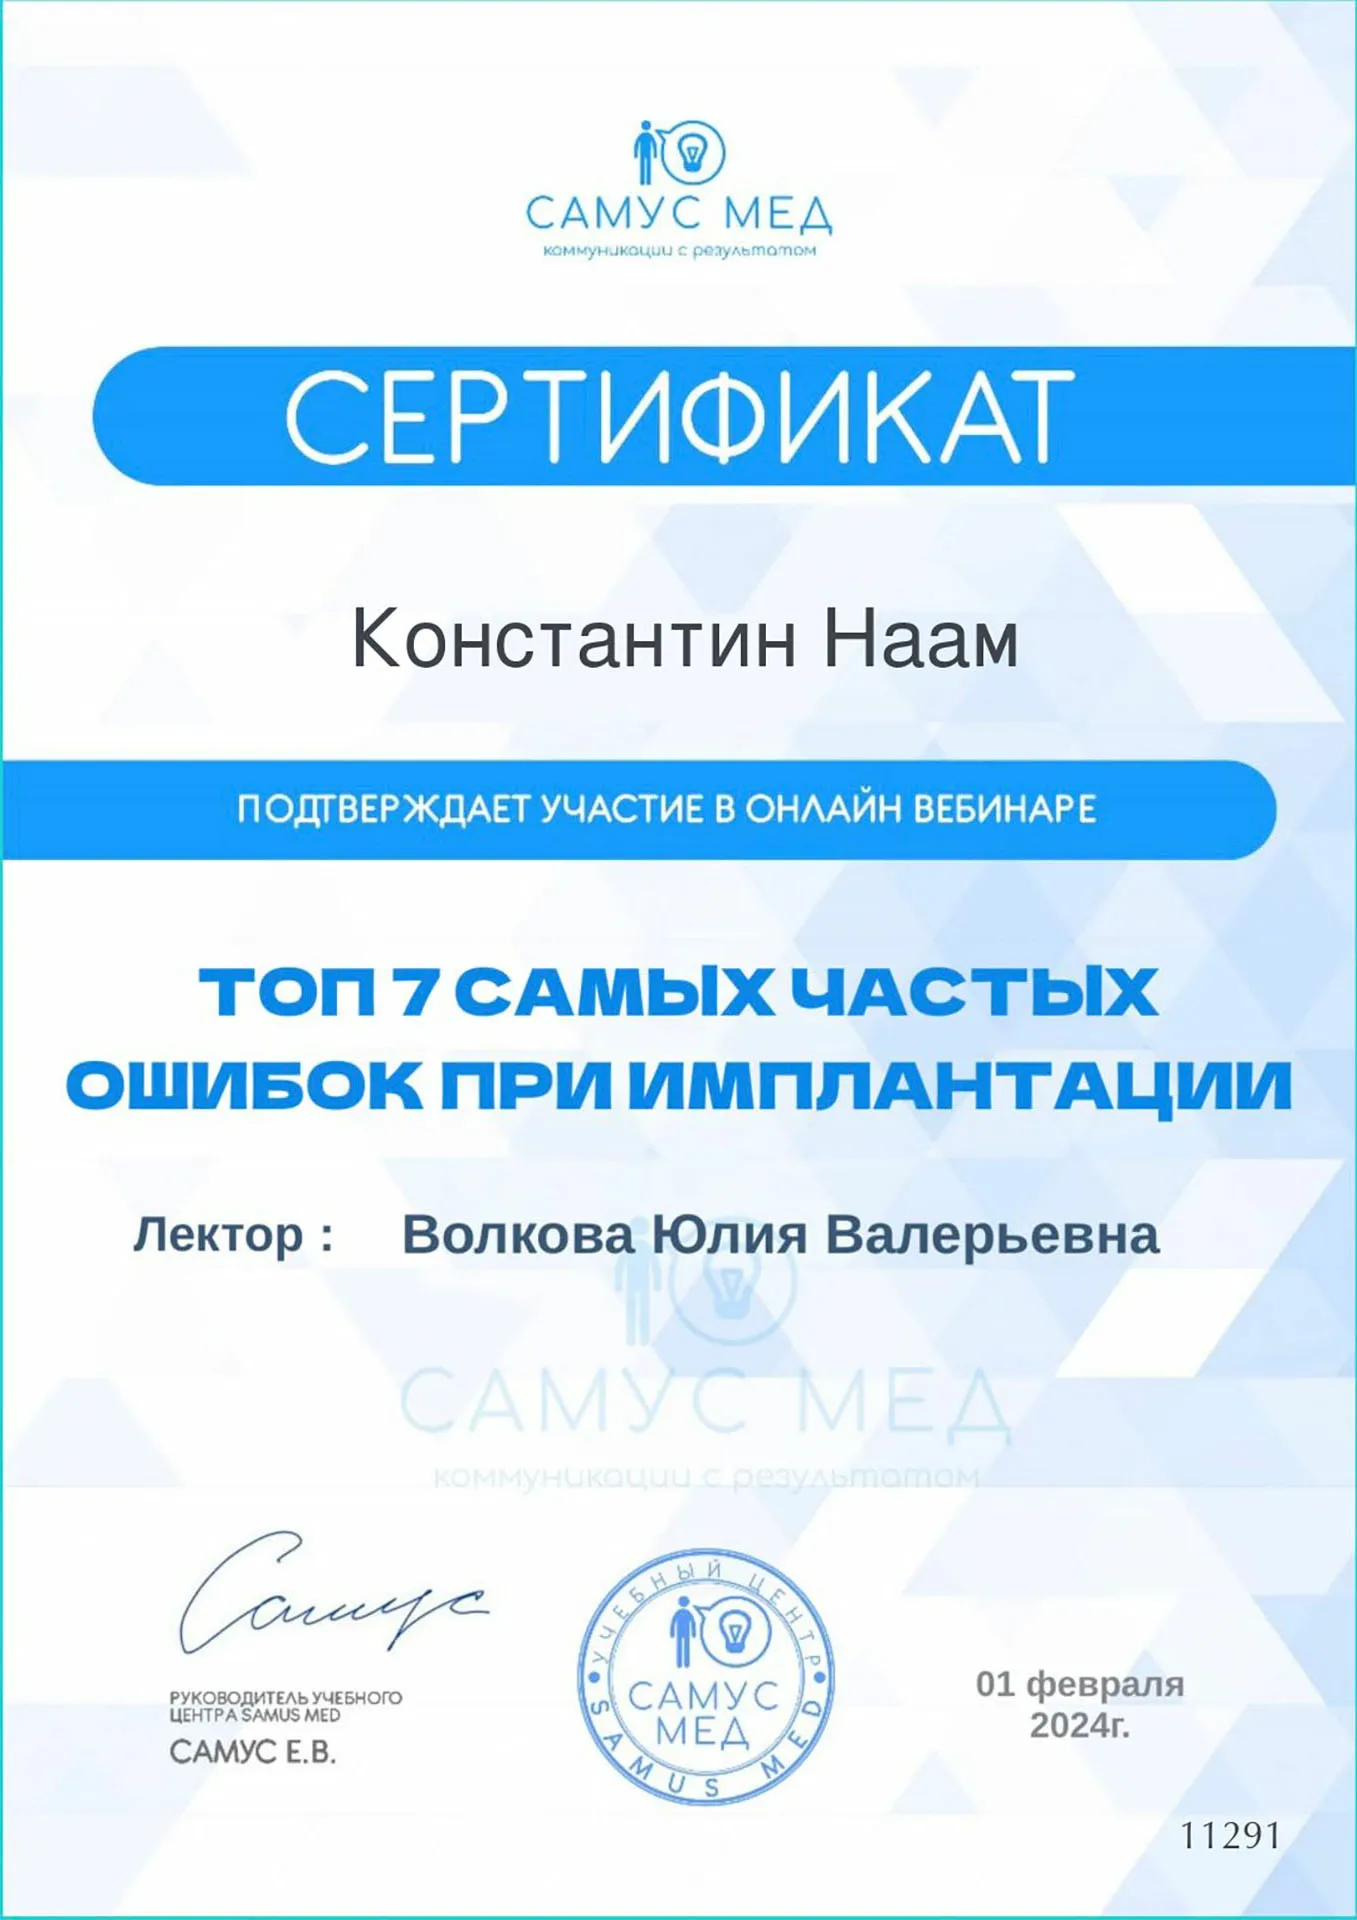 САМУС МЕД
коммуникации с результатом
СЕРТИФИКАТ
Константин Наам
ПОДТВЕРЖДАЕТ УЧАСТИЕ В ОНЛАЙН ВЕБИНАРЕ
ТОП 7 САМЫХ ЧАСТЫХ
ОШИБОК ПРИ ИМПЛАНТАЦИИ
Лектор : Волкова Юлия Валерьевна
САМУС МЕД
коммуникации с результатом
Самус
РУКОВОДИТЕЛЬ УЧЕБНОГО
ЦЕНТРА SAMUS MED
САМУС Е.В.
УЧЕБНЫЙ ЦЕНТР
САМУС
МЕД
SAMUS MED
01 февраля
2024г.
11291